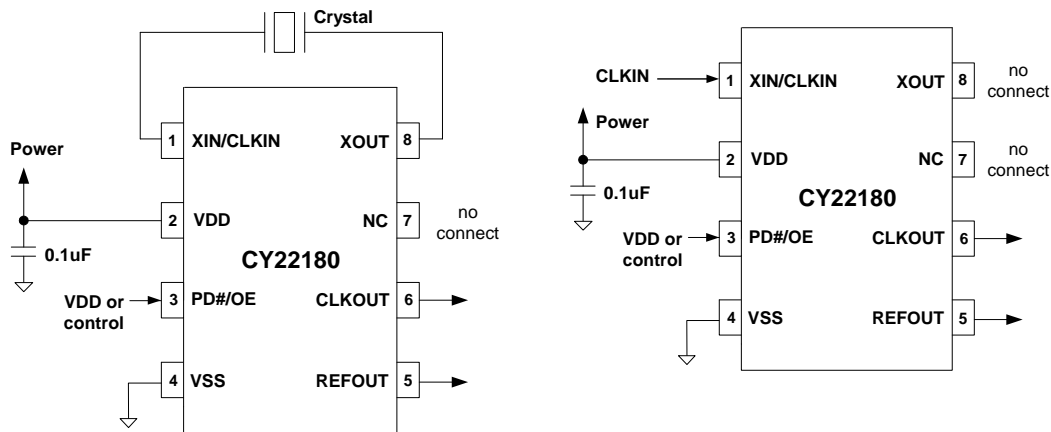 Crystal
1 XIN/CLKIN XOUT 8
Power
2 VDD NC 7
no
connect
0.1uF
CY22180
VDD or
control
3 PD#/OE CLKOUT 6
4 VSS REFOUT 5
CLKIN
1 XIN/CLKIN XOUT 8
no
connect
Power
2 VDD NC 7
no
connect
0.1uF
CY22180
VDD or
control
3 PD#/OE CLKOUT 6
4 VSS REFOUT 5